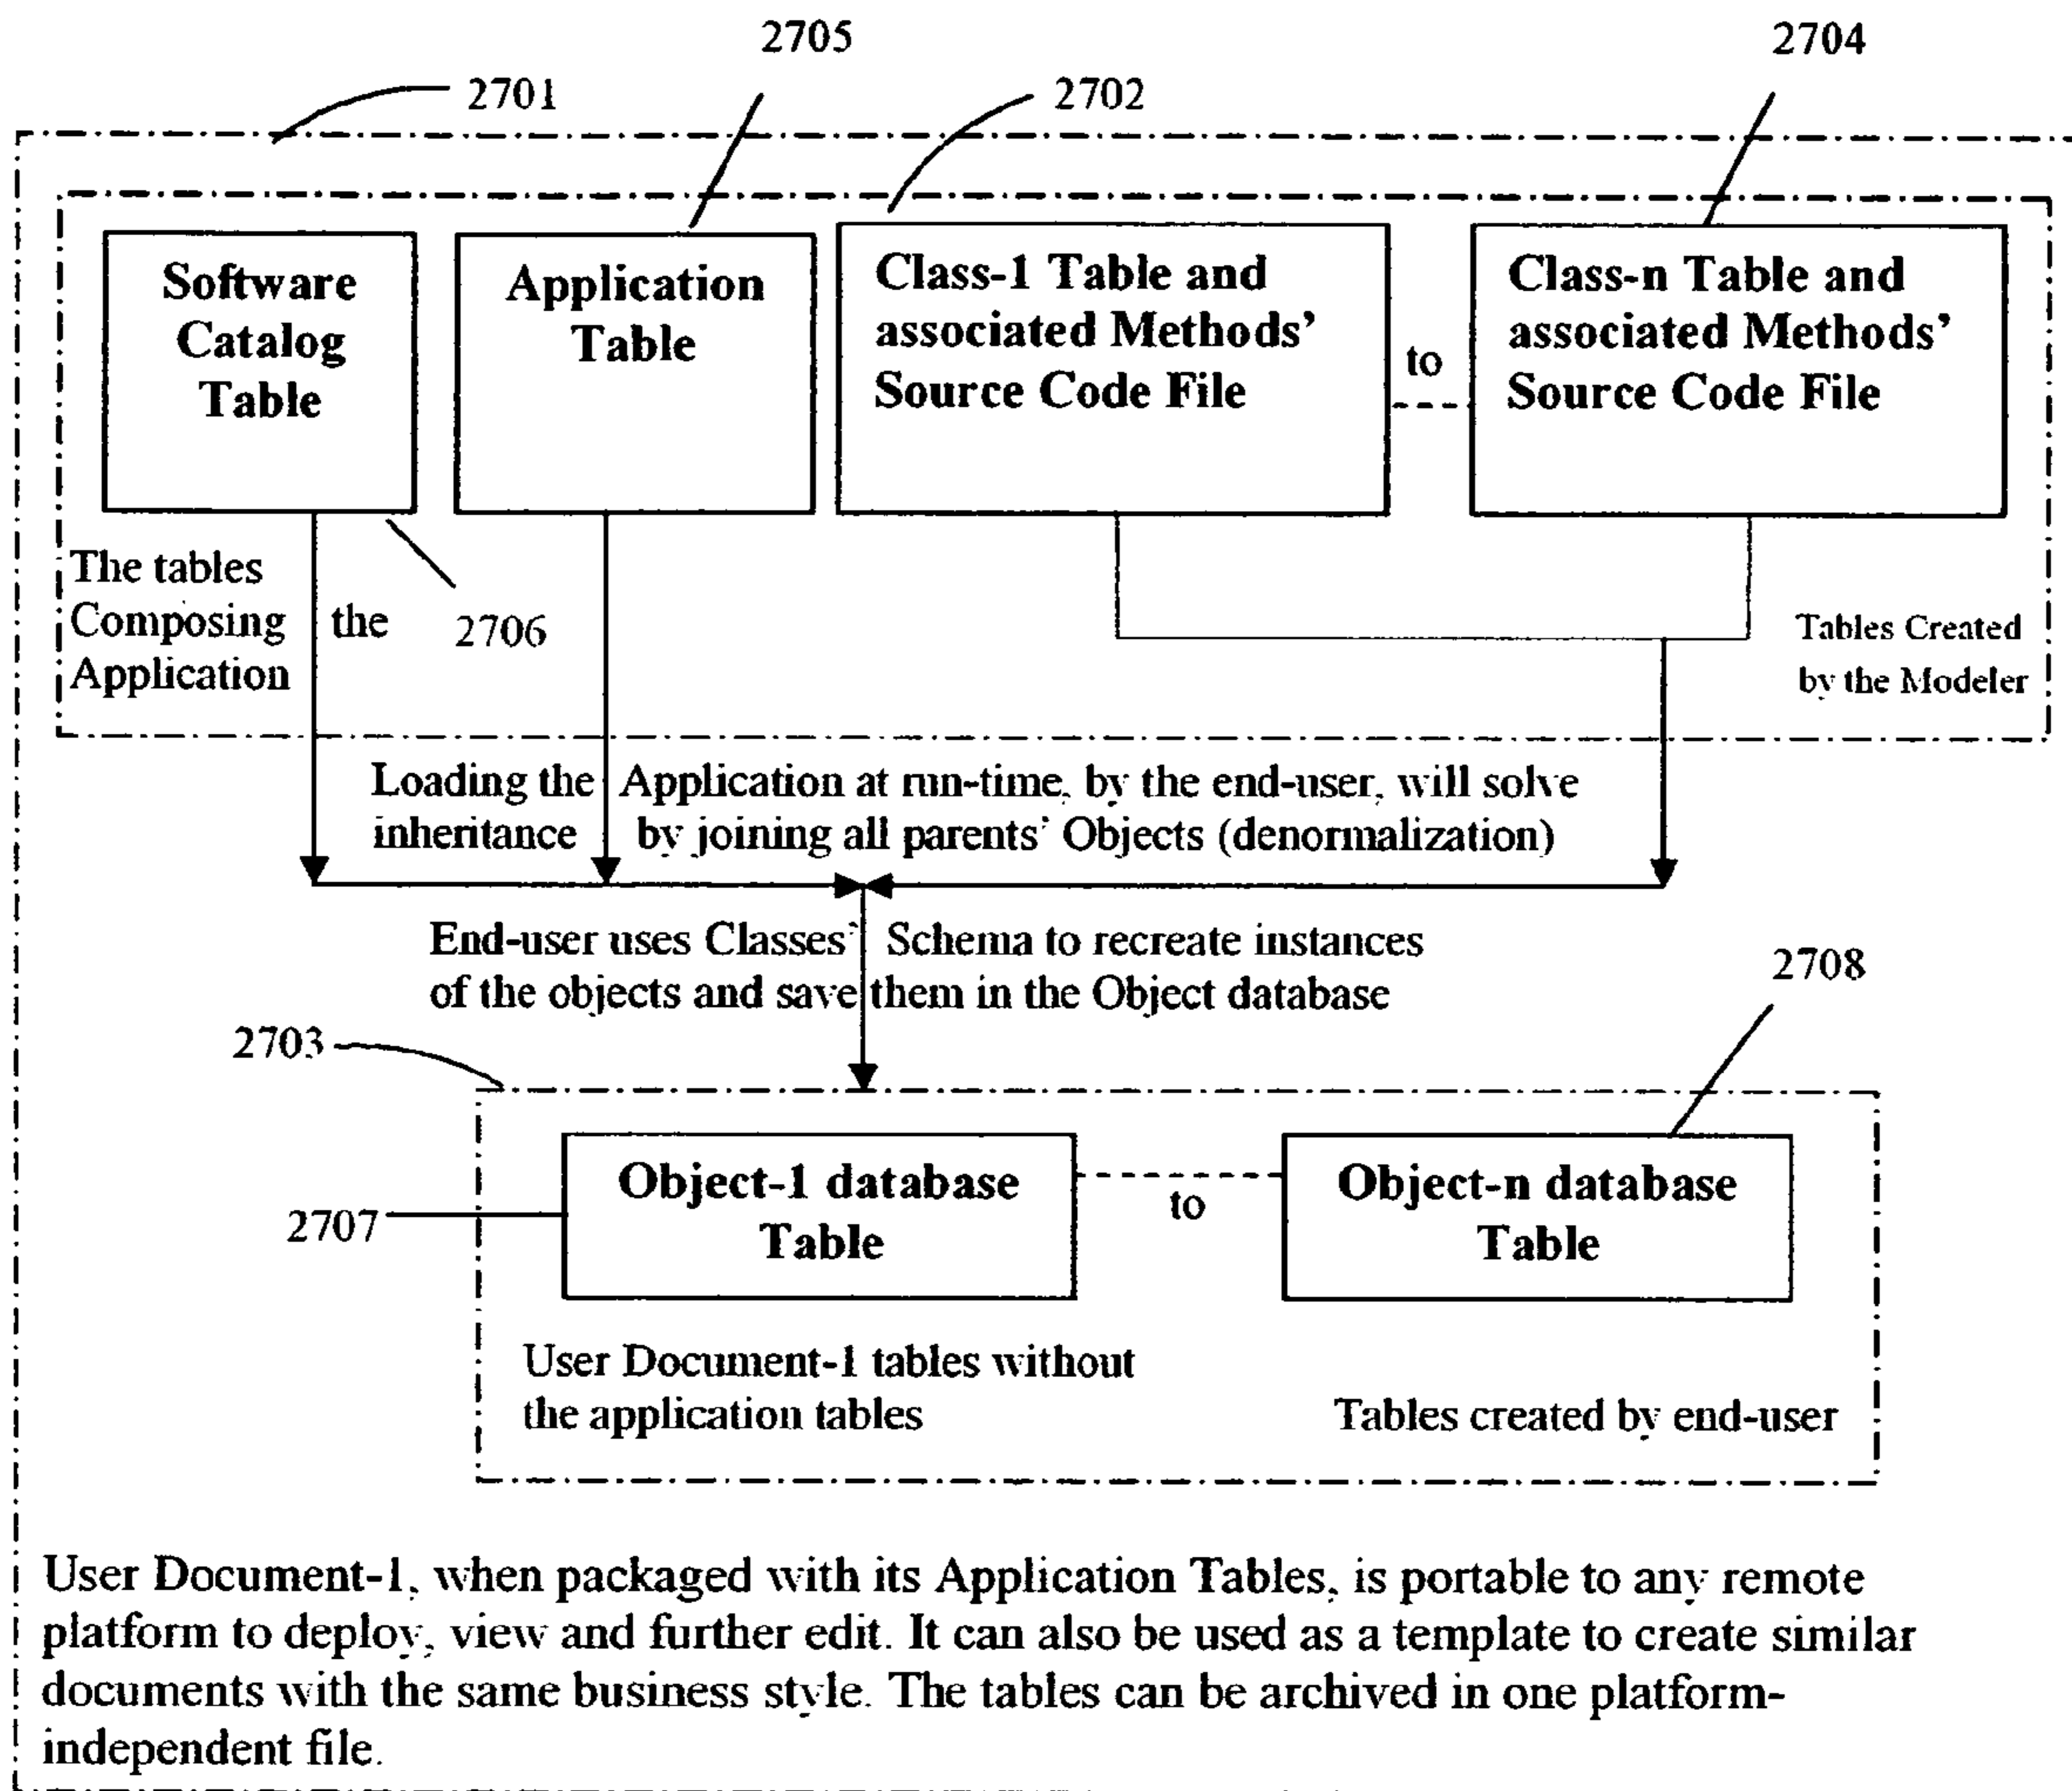 2705
2704
2701
2702
Software
Catalog
Table
Application
Table
Class-1 Table and
associated Methods'
Source Code File
to
Class-n Table and
associated Methods'
Source Code File
The tables
Composing the
Application
2706
Tables Created
by the Modeler
Loading the Application at run-time, by the end-user, will solve
inheritance by joining all parents' Objects (denormalization)
End-user uses Classes' Schema to recreate instances
of the objects and save them in the Object database
2708
2703
Object-1 database
Table
to
Object-n database
Table
2707
User Document-1 tables without
the application tables
Tables created by end-user
User Document-1, when packaged with its Application Tables, is portable to any remote
platform to deploy, view and further edit. It can also be used as a template to create similar
documents with the same business style. The tables can be archived in one platform-
independent file.